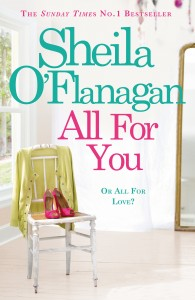 The Sunday Times No.1 Bestseller
Sheila
O'Flanagan
All For
You
Or All For
Love?